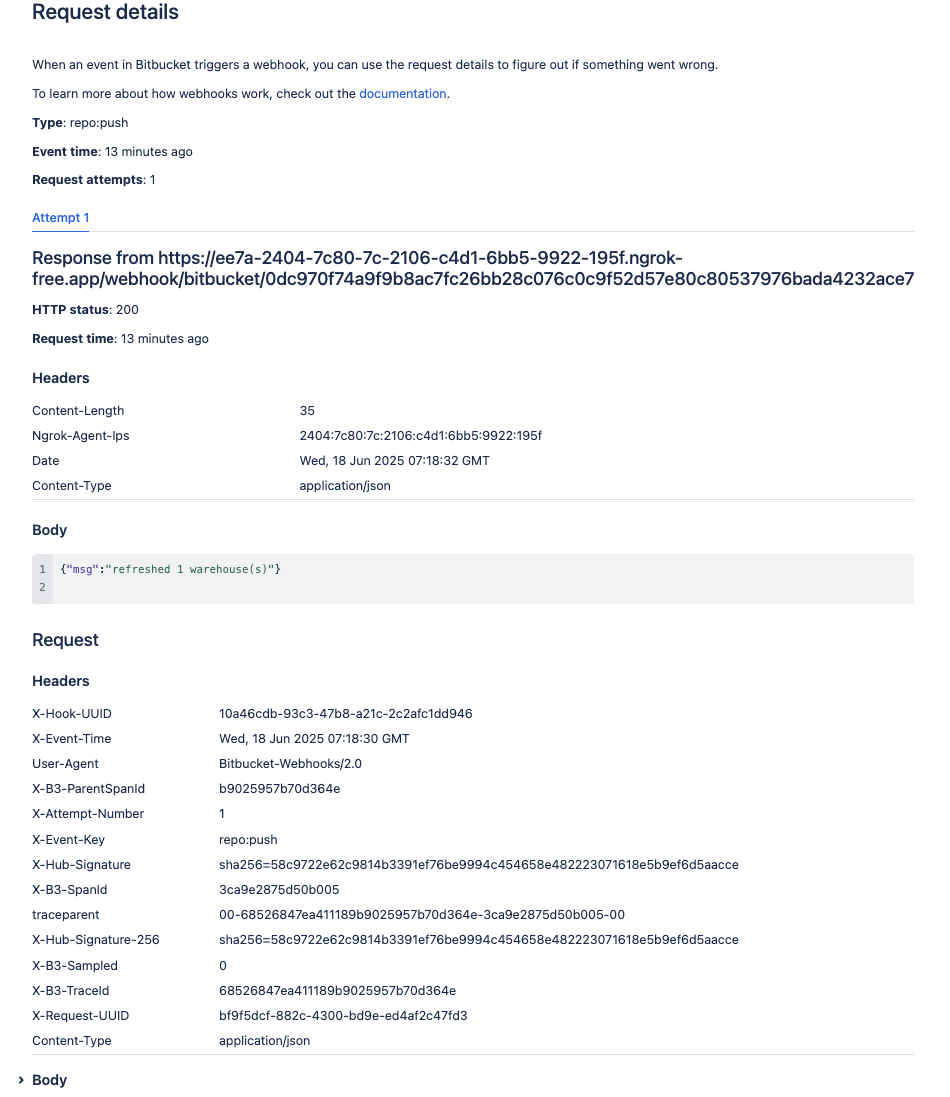 Request details
When an event in Bitbucket triggers a webhook, you can use the request details to figure out if something went wrong.
To learn more about how webhooks work, check out the documentation.
Type: repo:push
Event time: 13 minutes ago
Request attempts: 1
Attempt 1
Response from https://ee7a-2404-7c80-7c-2106-c4d1-6bb5-9922-195f.ngrok-
free.app/webhook/bitbucket/0dc970f74a9f9b8ac7fc26bb28c076c0c9f52d57e80c80537976bada4232ace7
HTTP status: 200
Request time: 13 minutes ago
Headers
Content-Length 35
Ngrok-Agent-Ips 2404:7c80:7c:2106:c4d1:6bb5:9922:195f
Date Wed, 18 Jun 2025 07:18:32 GMT
Content-Type application/json
Body
1 {"msg":"refreshed 1 warehouse(s)"}
2
Request
Headers
X-Hook-UUID 10a46cdb-93c3-47b8-a21c-2c2afc1dd946
X-Event-Time Wed, 18 Jun 2025 07:18:30 GMT
User-Agent Bitbucket-Webhooks/2.0
X-B3-ParentSpanId b9025957b70d364e
X-Attempt-Number 1
X-Event-Key repo:push
X-Hub-Signature sha256=58c9722e62c9814b3391ef76be9994c454658e482223071618e5b9ef6d5aacce
X-B3-SpanId 3ca9e2875d50b005
traceparent 00-68526847ea411189b9025957b70d364e-3ca9e2875d50b005-00
X-Hub-Signature-256 sha256=58c9722e62c9814b3391ef76be9994c454658e482223071618e5b9ef6d5aacce
X-B3-Sampled 0
X-B3-TraceId 68526847ea411189b9025957b70d364e
X-Request-UUID bf9f5dcf-882c-4300-bd9e-ed4af2c47fd3
Content-Type application/json
Body